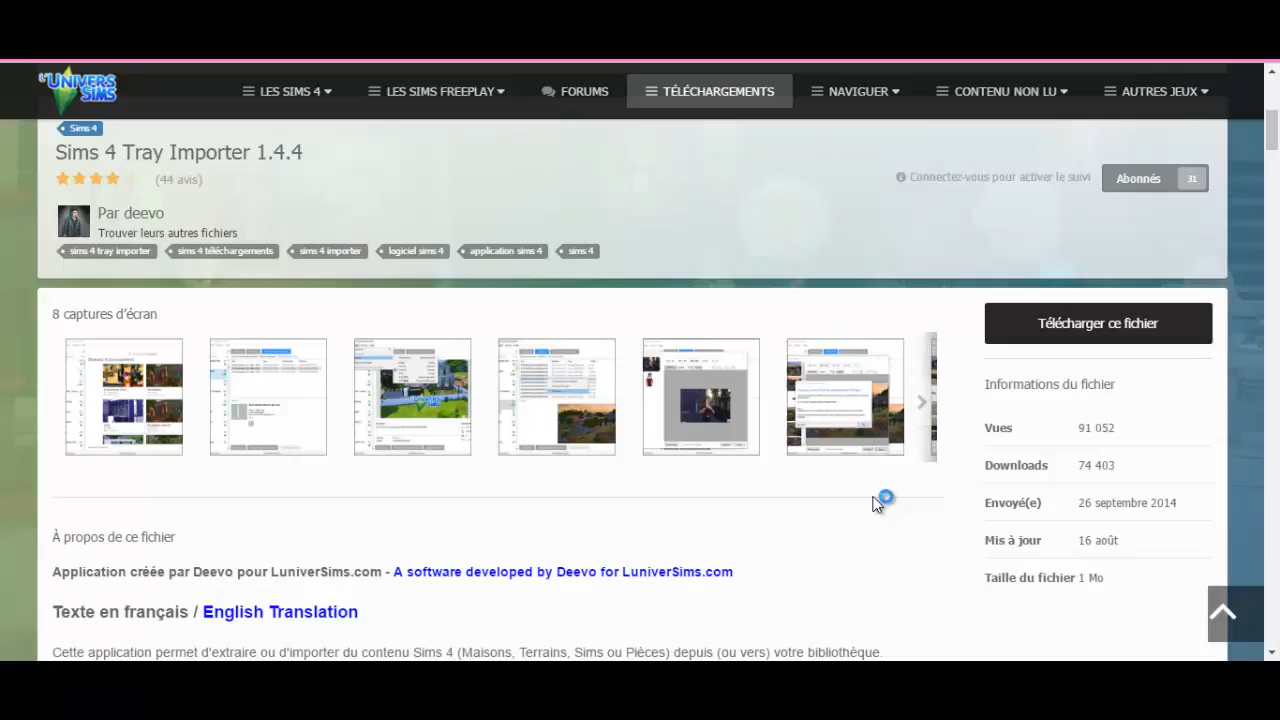 L'UNIVERS SIMS
LES SIMS 4
LES SIMS FREEPLAY
FORUMS
TÉLÉCHARGEMENTS
NAVIGUER
CONTENU NON LU
AUTRES JEUX
Sims 4
Sims 4 Tray Importer 1.4.4
(44 avis)
Connectez-vous pour activer le suivi
Abonnés 31
Par deevo
Trouver leurs autres fichiers
sims 4 tray importer sims 4 téléchargements sims 4 importer logiciel sims 4 application sims 4 sims 4
8 captures d'écran
Télécharger ce fichier
Informations du fichier
Vues 91 052
Downloads 74 403
Envoyé(e) 26 septembre 2014
Mis à jour 16 août
Taille du fichier 1 Mo
À propos de ce fichier
Application créée par Deevo pour LuniverSims.com - A software developed by Deevo for LuniverSims.com
Texte en français / English Translation
Cette application permet d'extraire ou d'importer du contenu Sims 4 (Maisons, Terrains, Sims ou Pièces) depuis (ou vers) votre bibliothèque.